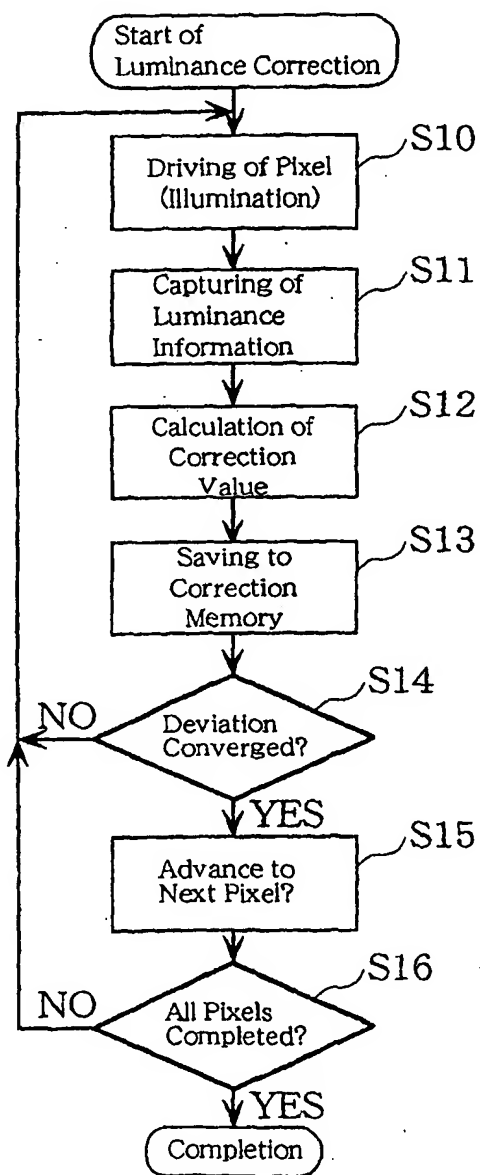 Start of
Luminance Correction
S10
Driving of Pixel
(Illumination)
S11
Capturing of
Luminance
Information
S12
Calculation of
Correction
Value
S13
Saving to
Correction
Memory
S14
NO
Deviation
Converged?
YES
S15
Advance to
Next Pixel?
S16
NO
All Pixels
Completed?
YES
Completion